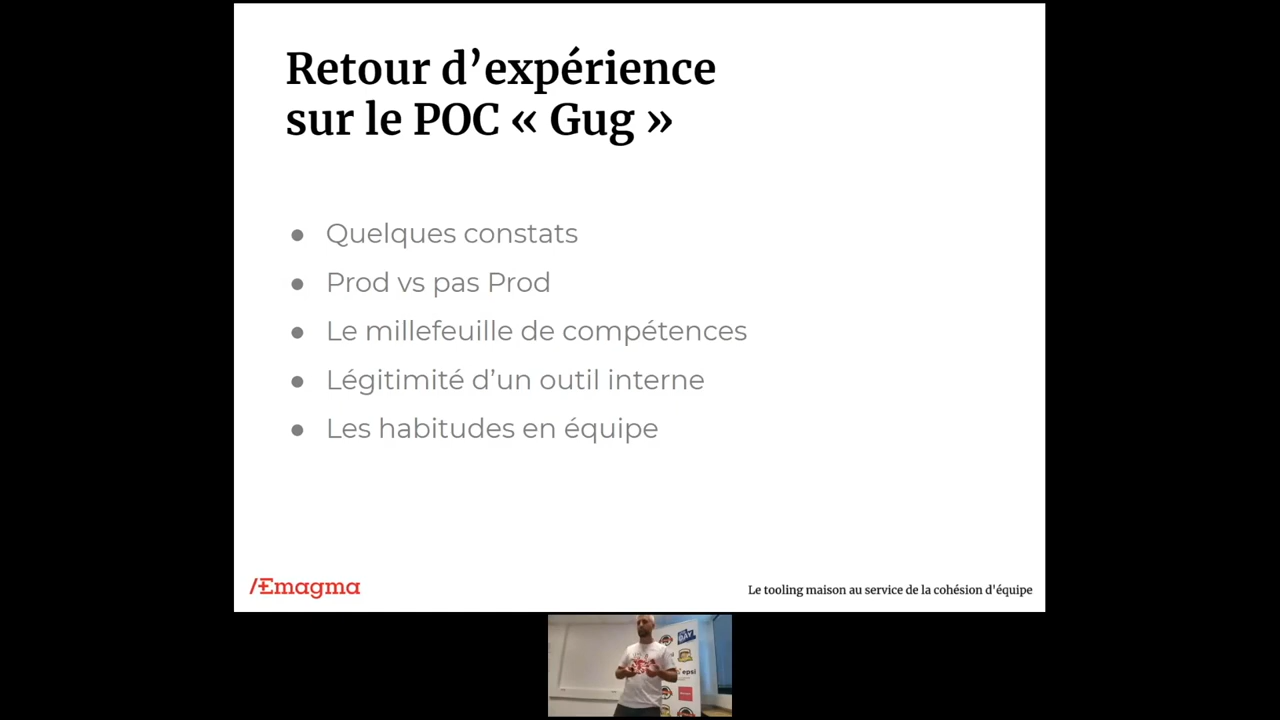 Retour d’expérience
sur le POC « Gug »
● Quelques constats
● Prod vs pas Prod
● Le millefeuille de compétences
● Légitimité d’un outil interne
● Les habitudes en équipe
/Emagma
Le tooling maison au service de la cohésion d'équipe
epsi